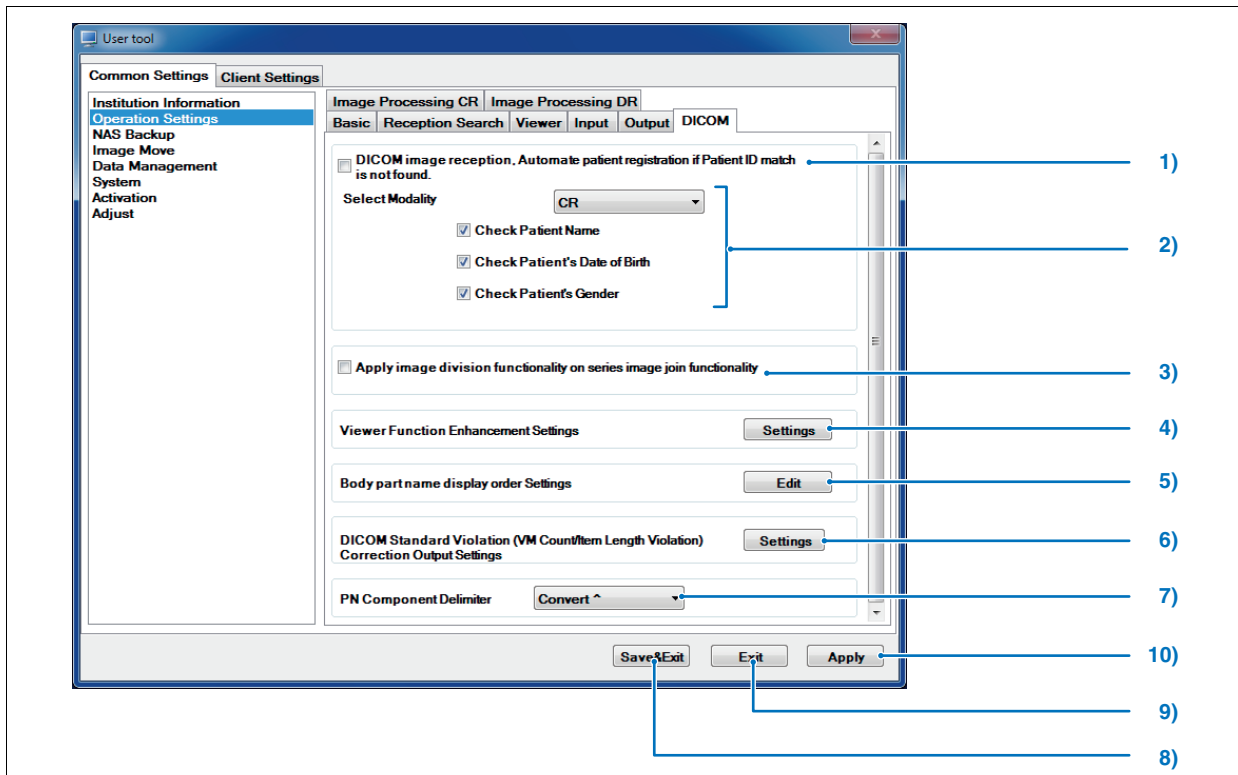 User tool
x
Common Settings
Client Settings
Institution Information
Operation Settings
NAS Backup
Image Move
Data Management
System
Activation
Adjust
Image Processing CR
Image Processing DR
Basic
Reception Search
Viewer
Input
Output
DICOM
DICOM image reception, Automate patient registration if Patient ID match
is not found.
1)
Select Modality
CR
Check Patient Name
Check Patient's Date of Birth
Check Patient's Gender
2)
Apply image division functionality on series image join functionality
3)
Viewer Function Enhancement Settings
Settings
4)
Body part name display order Settings
Edit
5)
DICOM Standard Violation (VM Count/Item Length Violation)
Correction Output Settings
Settings
6)
PN Component Delimiter
Convert ^
7)
Save&Exit
Exit
Apply
10)
9)
8)